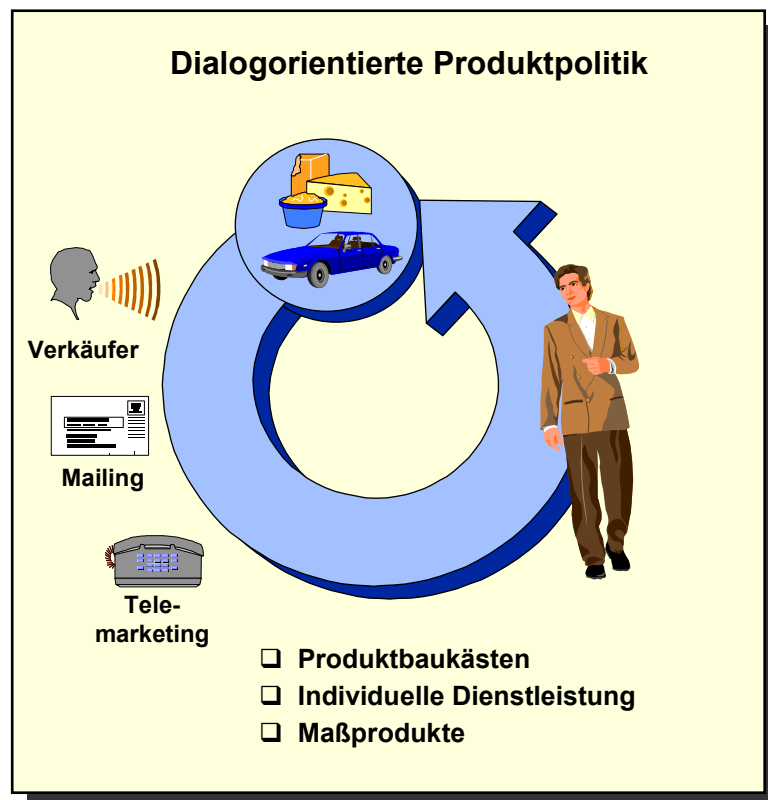 Dialogorientierte Produktpolitik
Verkäufer
Mailing
Tele-
marketing
❑ Produktbaukästen
❑ Individuelle Dienstleistung
❑ Maßprodukte